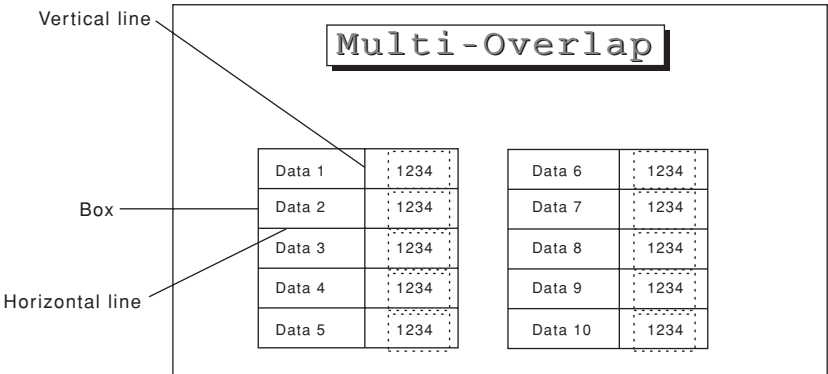 Vertical line
Multi-Overlap
Data 1 1234 Data 6 1234
Box Data 2 1234 Data 7 1234
Data 3 1234 Data 8 1234
Data 4 1234 Data 9 1234
Horizontal line
Data 5 1234 Data 10 1234